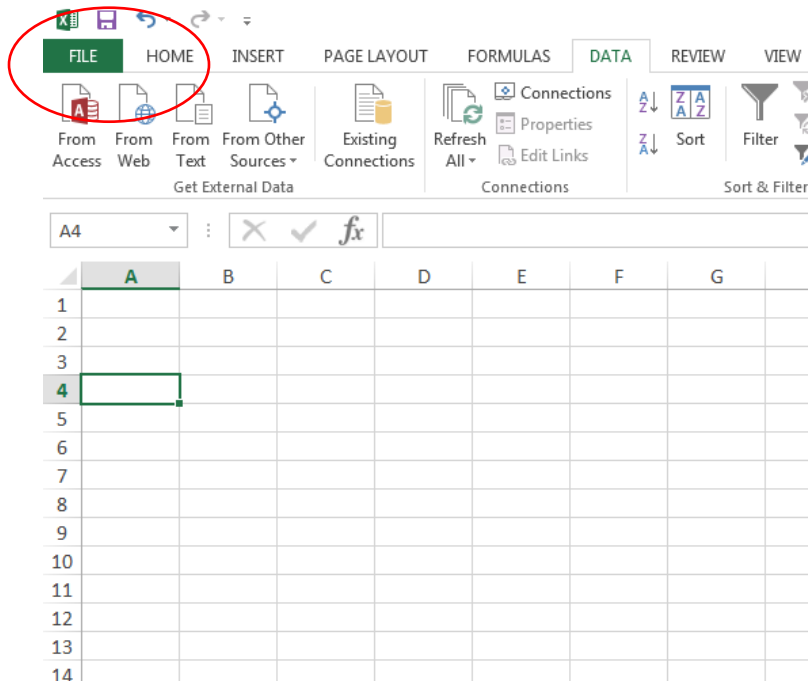 FILE HOME INSERT PAGE LAYOUT FORMULAS DATA REVIEW VIEW
From Access
From Web
From Text
From Other Sources
Existing Connections
Refresh All
Connections
Properties
Edit Links
Sort
Filter
Get External Data
Connections
Sort & Filter
A4
fx
A B C D E F G
1
2
3
4
5
6
7
8
9
10
11
12
13
14